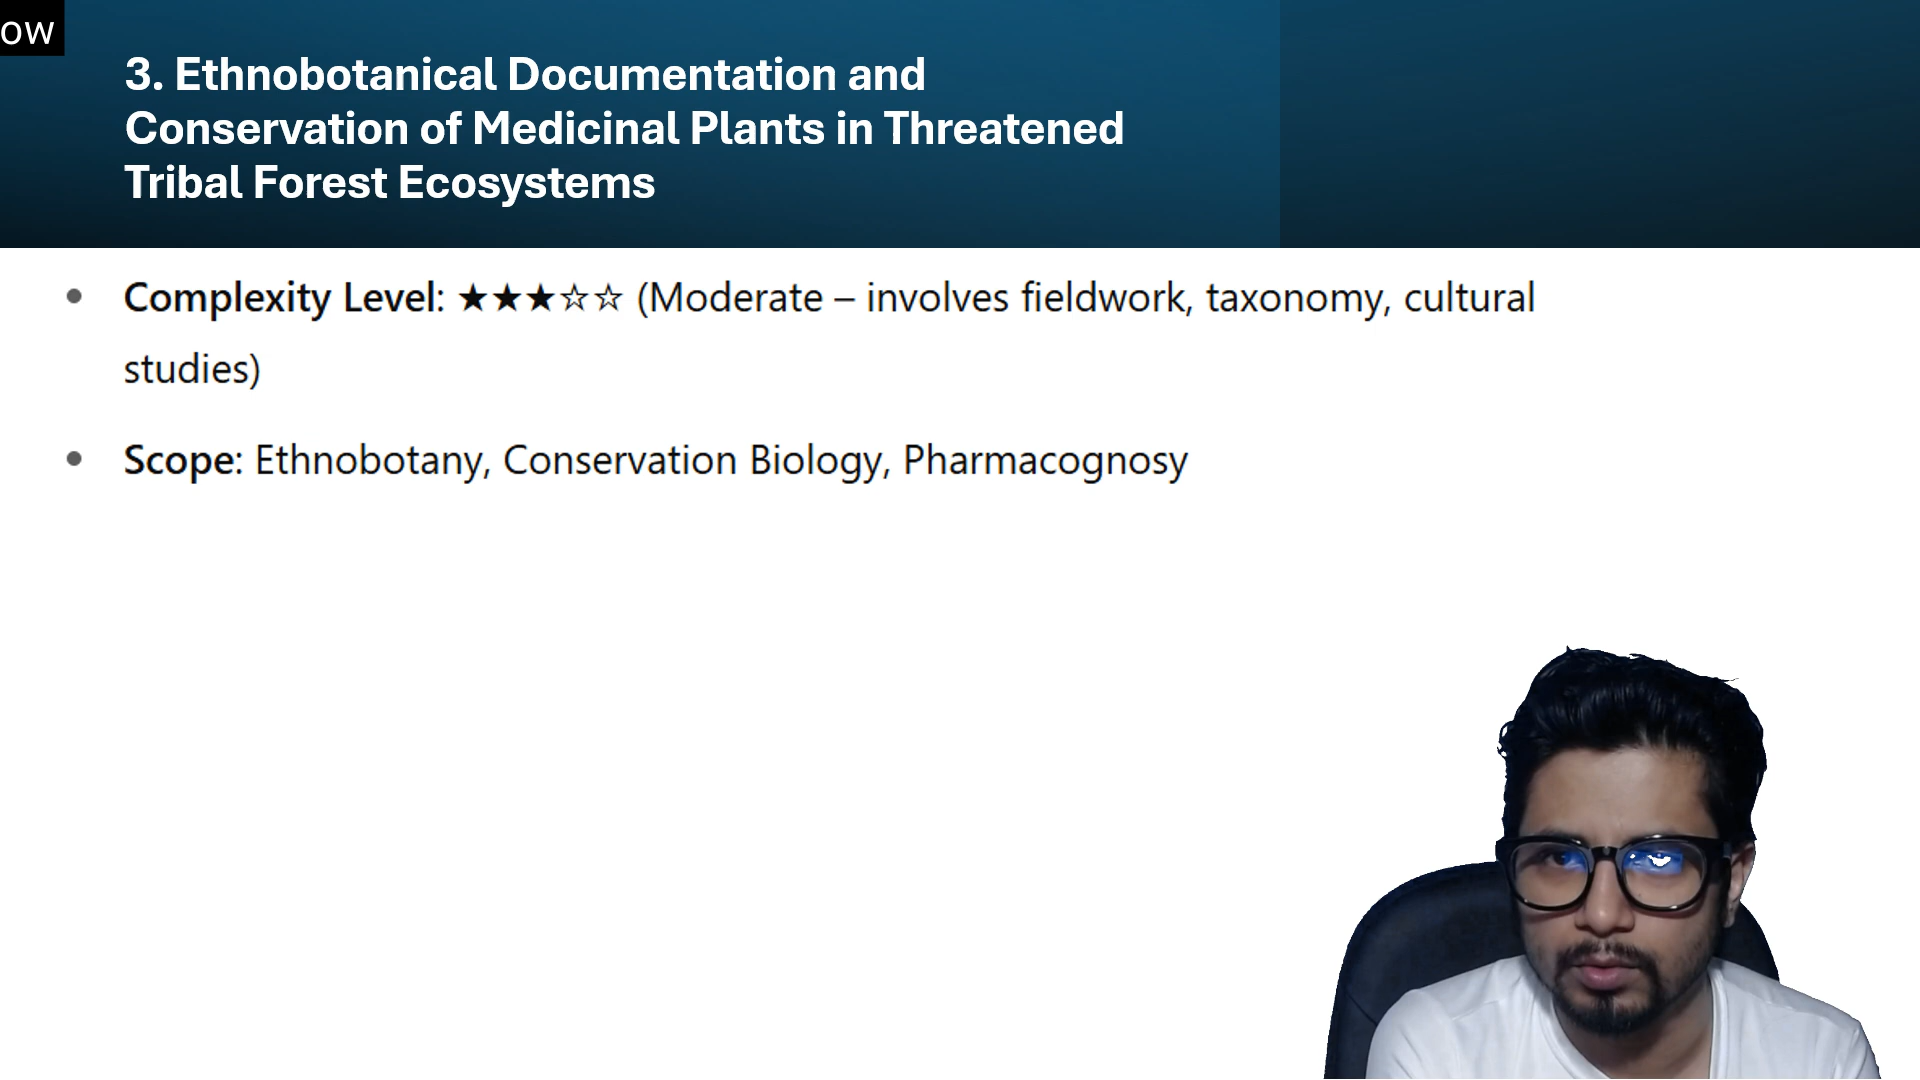 ow
3. Ethnobotanical Documentation and
Conservation of Medicinal Plants in Threatened
Tribal Forest Ecosystems
• Complexity Level: ★★★☆☆ (Moderate – involves fieldwork, taxonomy, cultural
studies)
• Scope: Ethnobotany, Conservation Biology, Pharmacognosy